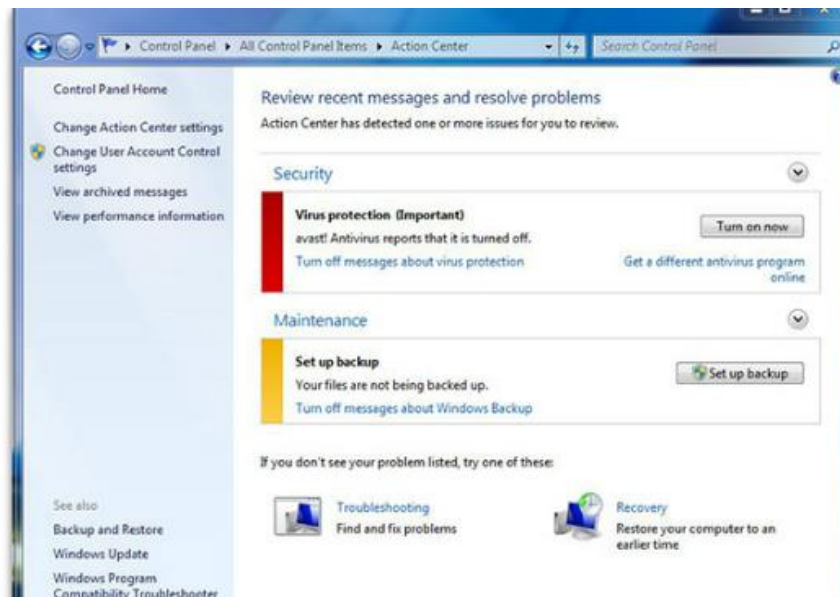 Control Panel ▸ All Control Panel Items ▸ Action Center
Search Control Panel
Control Panel Home
Change Action Center settings
Change User Account Control
settings
View archived messages
View performance information
See also
Backup and Restore
Windows Update
Windows Program
Compatibility Troubleshooter
Review recent messages and resolve problems
Action Center has detected one or more issues for you to review.
Security
Virus protection (Important)
avast! Antivirus reports that it is turned off.
Turn off messages about virus protection
Turn on now
Get a different antivirus program
online
Maintenance
Set up backup
Your files are not being backed up.
Turn off messages about Windows Backup
Set up backup
If you don't see your problem listed, try one of these:
Troubleshooting
Find and fix problems
Recovery
Restore your computer to an
earlier time